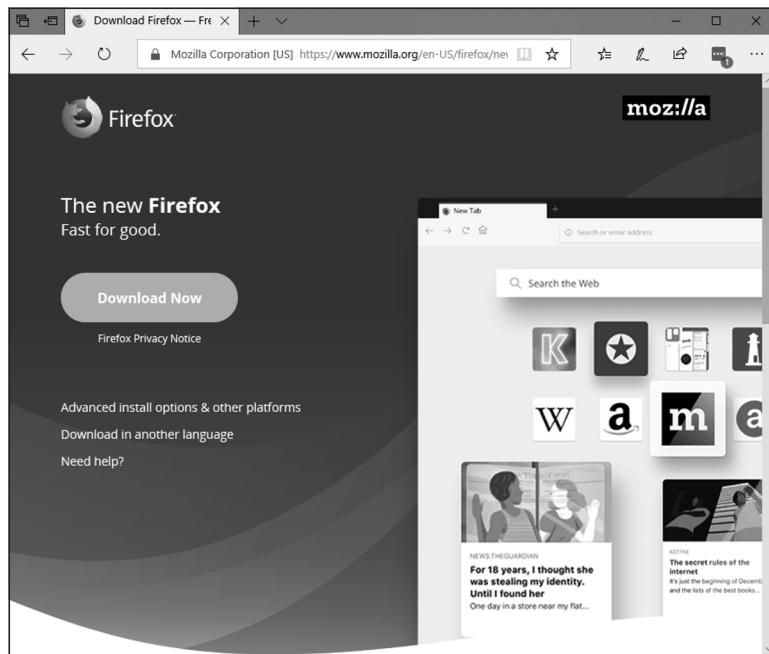 Download Firefox — Fre
Mozilla Corporation [US] https://www.mozilla.org/en-US/firefox/nev
1
Firefox
moz://a
The new Firefox
Fast for good.
Download Now
Firefox Privacy Notice
Advanced install options & other platforms
Download in another language
Need help?
New Tab
Search or enter address
Search the Web
K
W
a
m
a
NEWS.THEGUARDIAN
For 18 years, I thought she
was stealing my identity.
Until I found her
One day in a store near my flat...
KOTTKE
The secret rules of the
internet
It's just the beginning of Decemb
and the lists of the best books...